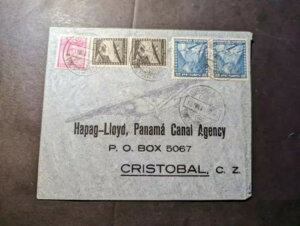 Hapag-Lloyd, Panamá Canal Agency
P. O. BOX 5067
CRISTOBAL, C. Z.